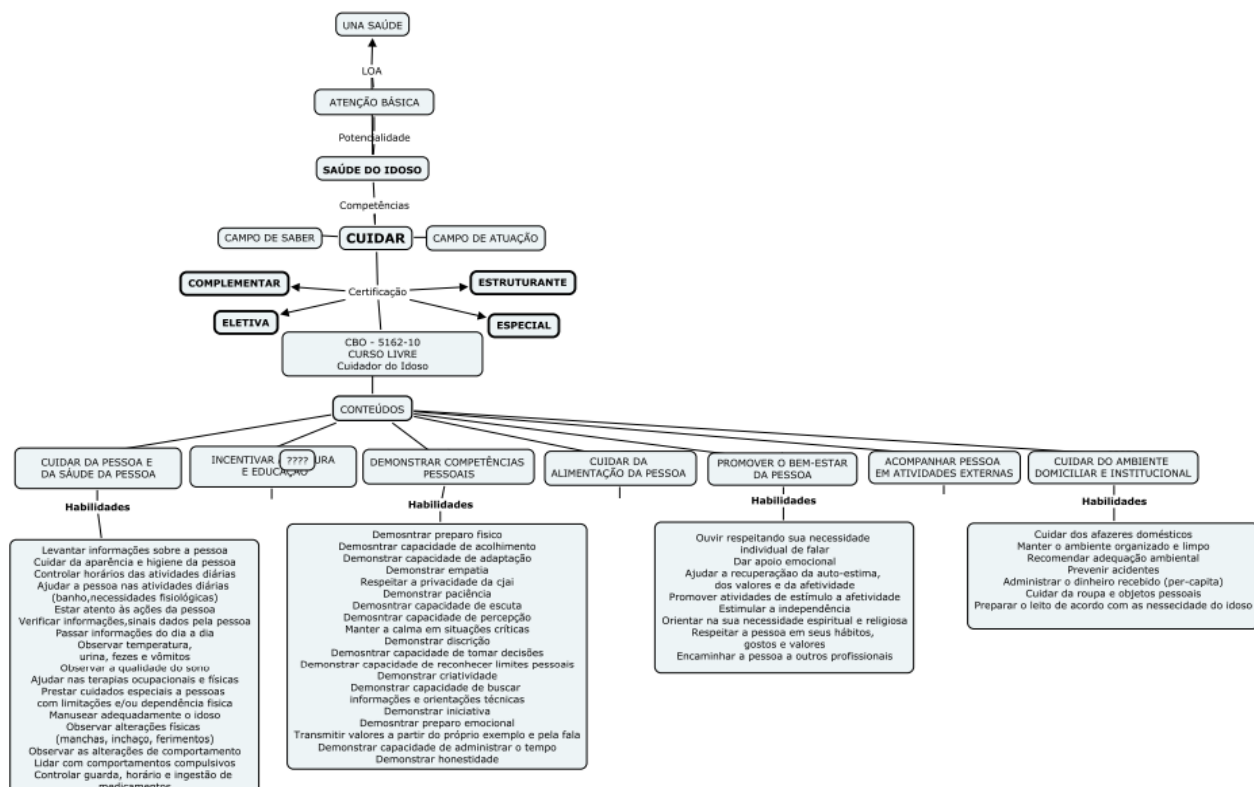 UNA SAÚDE
LOA
ATENÇÃO BÁSICA
Potencialidade
SAÚDE DO IDOSO
Competências
CAMPO DE SABER
CUIDAR
CAMPO DE ATUAÇÃO
COMPLEMENTAR
Certificação
ESTRUTURANTE
ELETIVA
ESPECIAL
CBO - 5162-10
CURSO LIVRE
Cuidador do Idoso
CONTEÚDOS
CUIDAR DA PESSOA E
DA SÁUDE DA PESSOA
INCENTIVAR
????
E EDUCAÇÃO
DEMONSTRAR COMPETÊNCIAS
PESSOAIS
CUIDAR DA
ALIMENTAÇÃO DA PESSOA
PROMOVER O BEM-ESTAR
DA PESSOA
ACOMPANHAR PESSOA
EM ATIVIDADES EXTERNAS
CUIDAR DO AMBIENTE
DOMICILIAR E INSTITUCIONAL
Habilidades
Levantar informações sobre a pessoa
Cuidar da aparência e higiene da pessoa
Controlar horários das atividades diárias
Ajudar a pessoa nas atividades diárias
(banho,necessidades fisiológicas)
Estar atento às ações da pessoa
Verificar informações,sinais dados pela pessoa
Passar informações do dia a dia
Observar temperatura,
urina, fezes e vômitos
Observar a qualidade do sono
Ajudar nas terapias ocupacionais e físicas
Prestar cuidados especiais a pessoas
com limitações e/ou dependência fisica
Manusear adequadamente o idoso
Observar alterações físicas
(manchas, inchaço, ferimentos)
Observar as alterações de comportamento
Lidar com comportamentos compulsivos
Controlar guarda, horário e ingestão de
medicamentos
Habilidades
Demosntrar preparo fisico
Demosntrar capacidade de acolhimento
Demonstrar capacidade de adaptação
Demonstrar empatia
Respeitar a privacidade da cjai
Demonstrar paciência
Demosntrar capacidade de escuta
Demosntrar capacidade de percepção
Manter a calma em situações críticas
Demonstrar discrição
Demosntrar capacidade de tomar decisões
Demonstrar capacidade de reconhecer limites pessoais
Demonstrar criatividade
Demonstrar capacidade de buscar
informações e orientações técnicas
Demonstrar iniciativa
Demosntrar preparo emocional
Transmitir valores a partir do próprio exemplo e pela fala
Demonstrar capacidade de administrar o tempo
Demonstrar honestidade
Habilidades
Ouvir respeitando sua necessidade
individual de falar
Dar apoio emocional
Ajudar a recuperaçãao da auto-estima,
dos valores e da afetividade
Promover atividades de estímulo a afetividade
Estimular a independência
Orientar na sua necessidade espiritual e religiosa
Respeitar a pessoa em seus hábitos,
gostos e valores
Encaminhar a pessoa a outros profissionais
Habilidades
Cuidar dos afazeres domésticos
Manter o ambiente organizado e limpo
Recomendar adequação ambiental
Prevenir acidentes
Administrar o dinheiro recebido (per-capita)
Cuidar da roupa e objetos pessoais
Preparar o leito de acordo com as nessecidade do idoso